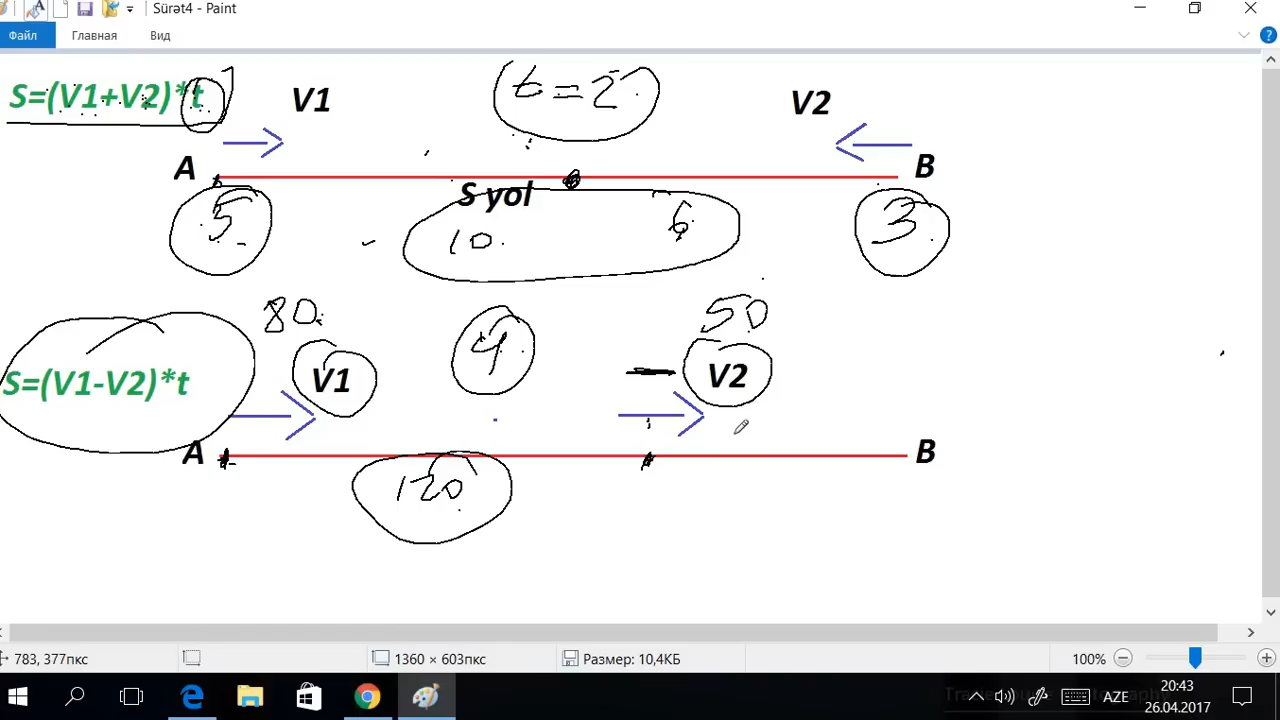 Sürət4 - Paint
Файл Главная Вид
S=(V1+V2)*t V1 t=2 V2
A B
S yol
5 10 6 3
80 50
S=(V1-V2)*t V1 4 V2
A B
120
783, 377пкс 1360 × 603пкс Размер: 10,4КБ 100%
20:43
AZE
26.04.2017